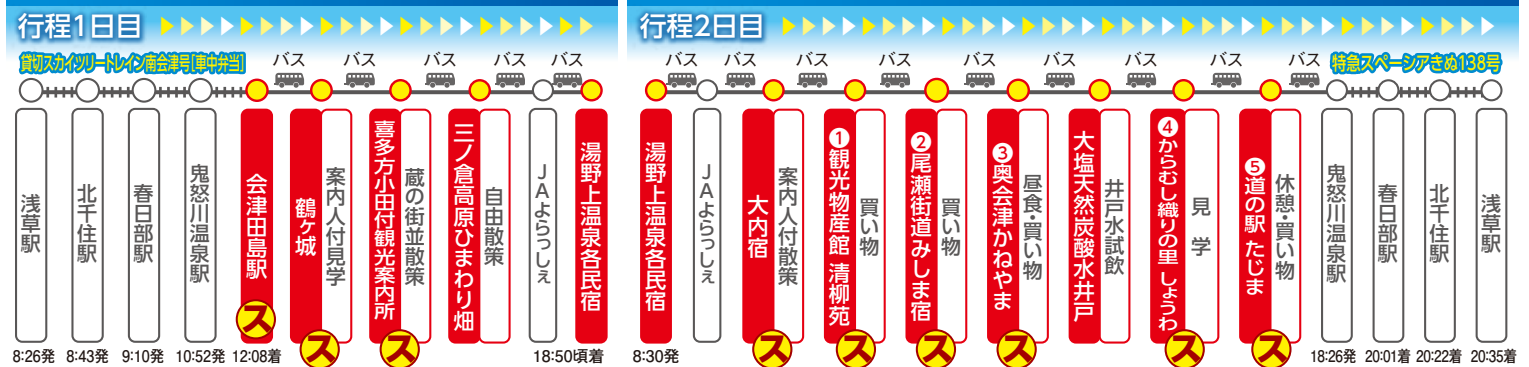 行程1日目
貸切スカイツリートレイン南会津号[車中弁当]
バス
バス
バス
バス
バス
浅草駅
8:26発
北千住駅
8:43発
春日部駅
9:10発
鬼怒川温泉駅
10:52発
会津田島駅
ス
12:08着
鶴ヶ城
案内人付見学
ス
喜多方小田付観光案内所
蔵の街並散策
ス
三ノ倉高原ひまわり畑
自由散策
JAよらっしぇ
湯野上温泉各民宿
18:50頃着
行程2日目
バス
バス
バス
バス
バス
バス
バス
バス
バス
特急スペーシアきぬ138号
湯野上温泉各民宿
8:30発
JAよらっしぇ
大内宿
案内人付散策
ス
❶観光物産館 清柳苑
買い物
ス
❷尾瀬街道みしま宿
買い物
ス
❸奥会津かねやま
昼食・買い物
ス
大塩天然炭酸水井戸
井戸水試飲
❹からむし織りの里 しょうわ
見学
ス
❺道の駅 たじま
休憩・買い物
ス
鬼怒川温泉駅
18:26発
春日部駅
20:01着
北千住駅
20:22着
浅草駅
20:35着